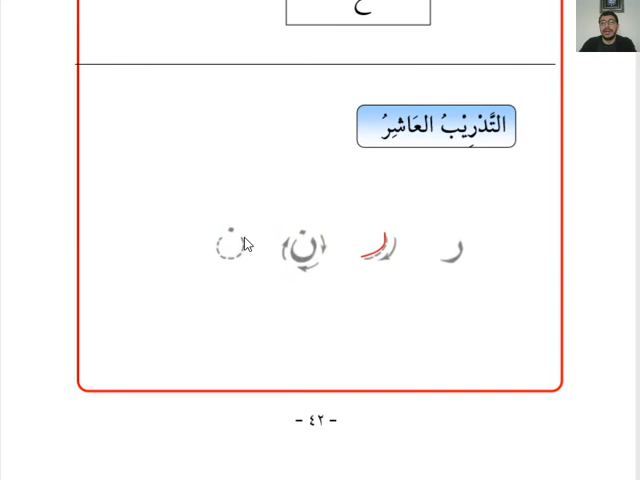 ح
التَّدْرِيْبُ العَاشِرُ
ر ر ن ن
- ٤٢ -